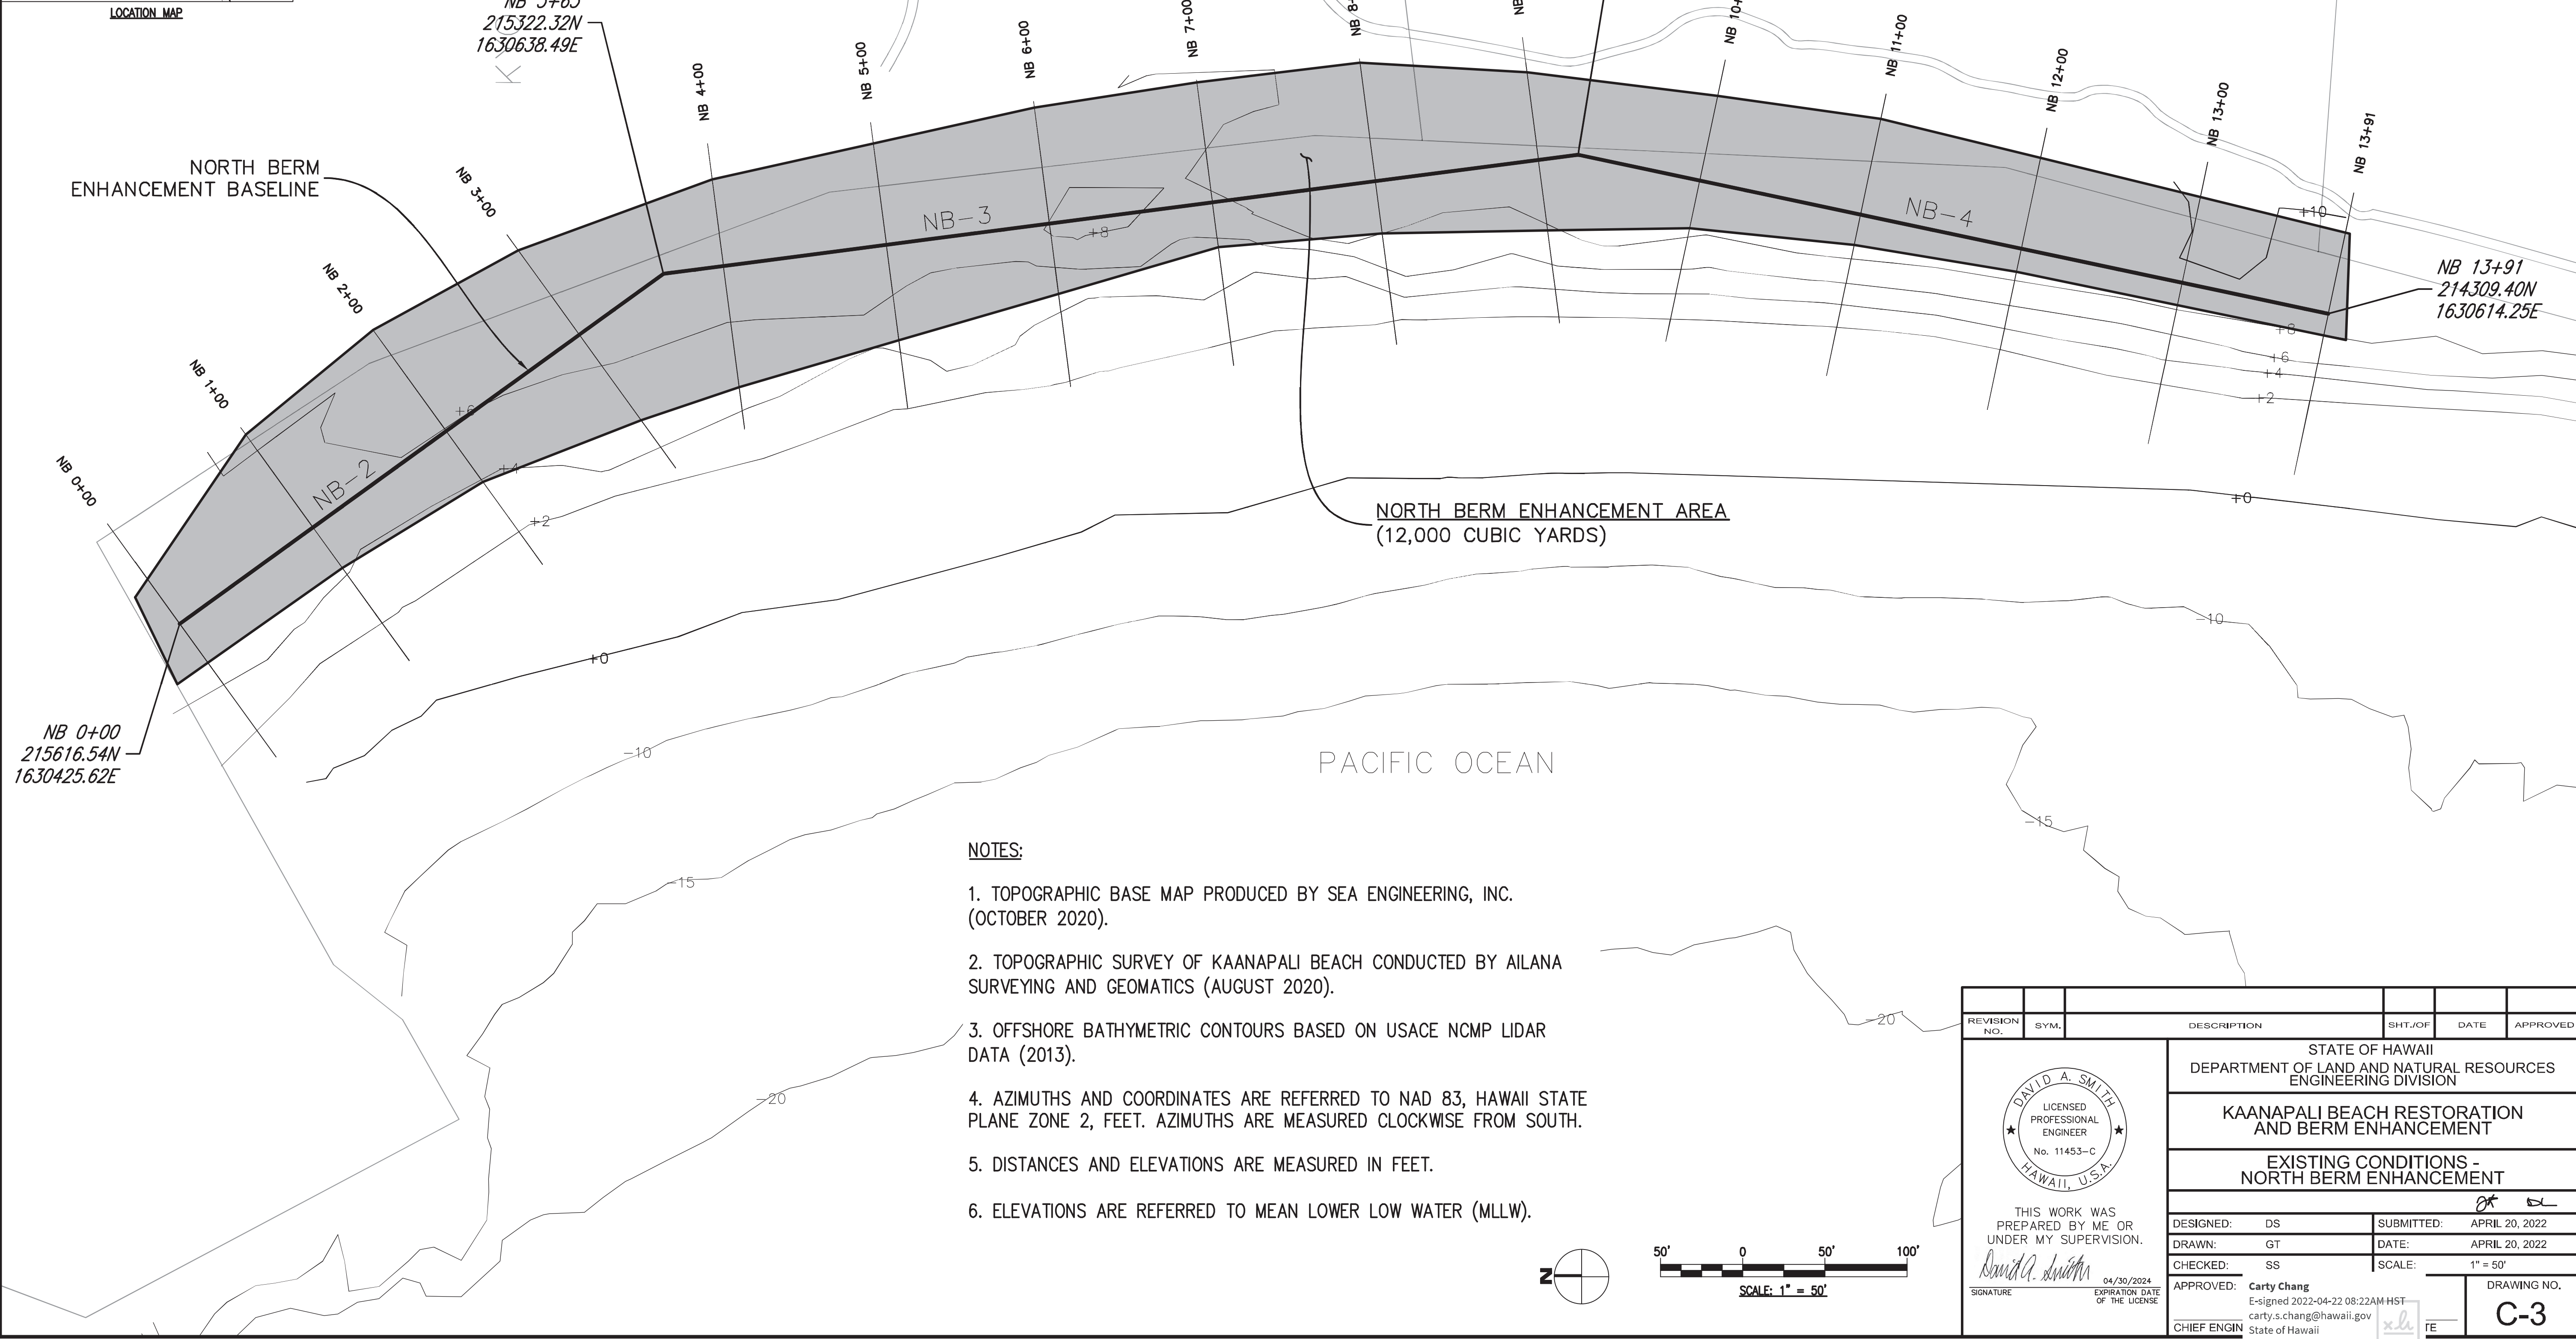 LOCATION MAP
215322.32N
1630638.49E
NB 4+00
NB 5+00
NB 6+00
NB 7+00
NB 11+00
NB 12+00
NB 13+00
NB 13+91
NORTH BERM
ENHANCEMENT BASELINE
NB 3+00
NB 2+00
NB 1+00
NB 0+00
NB-2
NB-3
NB-4
+10
+8
+8
+6
+4
+2
+6
+4
+2
+0
+0
NB 13+91
214309.40N
1630614.25E
NORTH BERM ENHANCEMENT AREA
(12,000 CUBIC YARDS)
NB 0+00
215616.54N
1630425.62E
-10
-10
PACIFIC OCEAN
-15
-15
-20
-20
NOTES:
1. TOPOGRAPHIC BASE MAP PRODUCED BY SEA ENGINEERING, INC.
(OCTOBER 2020).
2. TOPOGRAPHIC SURVEY OF KAANAPALI BEACH CONDUCTED BY AILANA
SURVEYING AND GEOMATICS (AUGUST 2020).
3. OFFSHORE BATHYMETRIC CONTOURS BASED ON USACE NCMP LIDAR
DATA (2013).
4. AZIMUTHS AND COORDINATES ARE REFERRED TO NAD 83, HAWAII STATE
PLANE ZONE 2, FEET. AZIMUTHS ARE MEASURED CLOCKWISE FROM SOUTH.
5. DISTANCES AND ELEVATIONS ARE MEASURED IN FEET.
6. ELEVATIONS ARE REFERRED TO MEAN LOWER LOW WATER (MLLW).
N
50' 0 50' 100'
SCALE: 1" = 50'
REVISION NO. SYM. DESCRIPTION SHT./OF DATE APPROVED
DAVID A. SMITH
LICENSED
PROFESSIONAL
ENGINEER
No. 11453-C
HAWAII, U.S.A.
THIS WORK WAS
PREPARED BY ME OR
UNDER MY SUPERVISION.
David A. Smith
04/30/2024
SIGNATURE
EXPIRATION DATE
OF THE LICENSE
STATE OF HAWAII
DEPARTMENT OF LAND AND NATURAL RESOURCES
ENGINEERING DIVISION
KAANAPALI BEACH RESTORATION
AND BERM ENHANCEMENT
EXISTING CONDITIONS -
NORTH BERM ENHANCEMENT
DESIGNED: DS SUBMITTED: APRIL 20, 2022
DRAWN: GT DATE: APRIL 20, 2022
CHECKED: SS SCALE: 1" = 50'
APPROVED: Carty Chang
E-signed 2022-04-22 08:22AM HST
carty.s.chang@hawaii.gov
State of Hawaii
CHIEF ENGIN
TE
DRAWING NO.
C-3